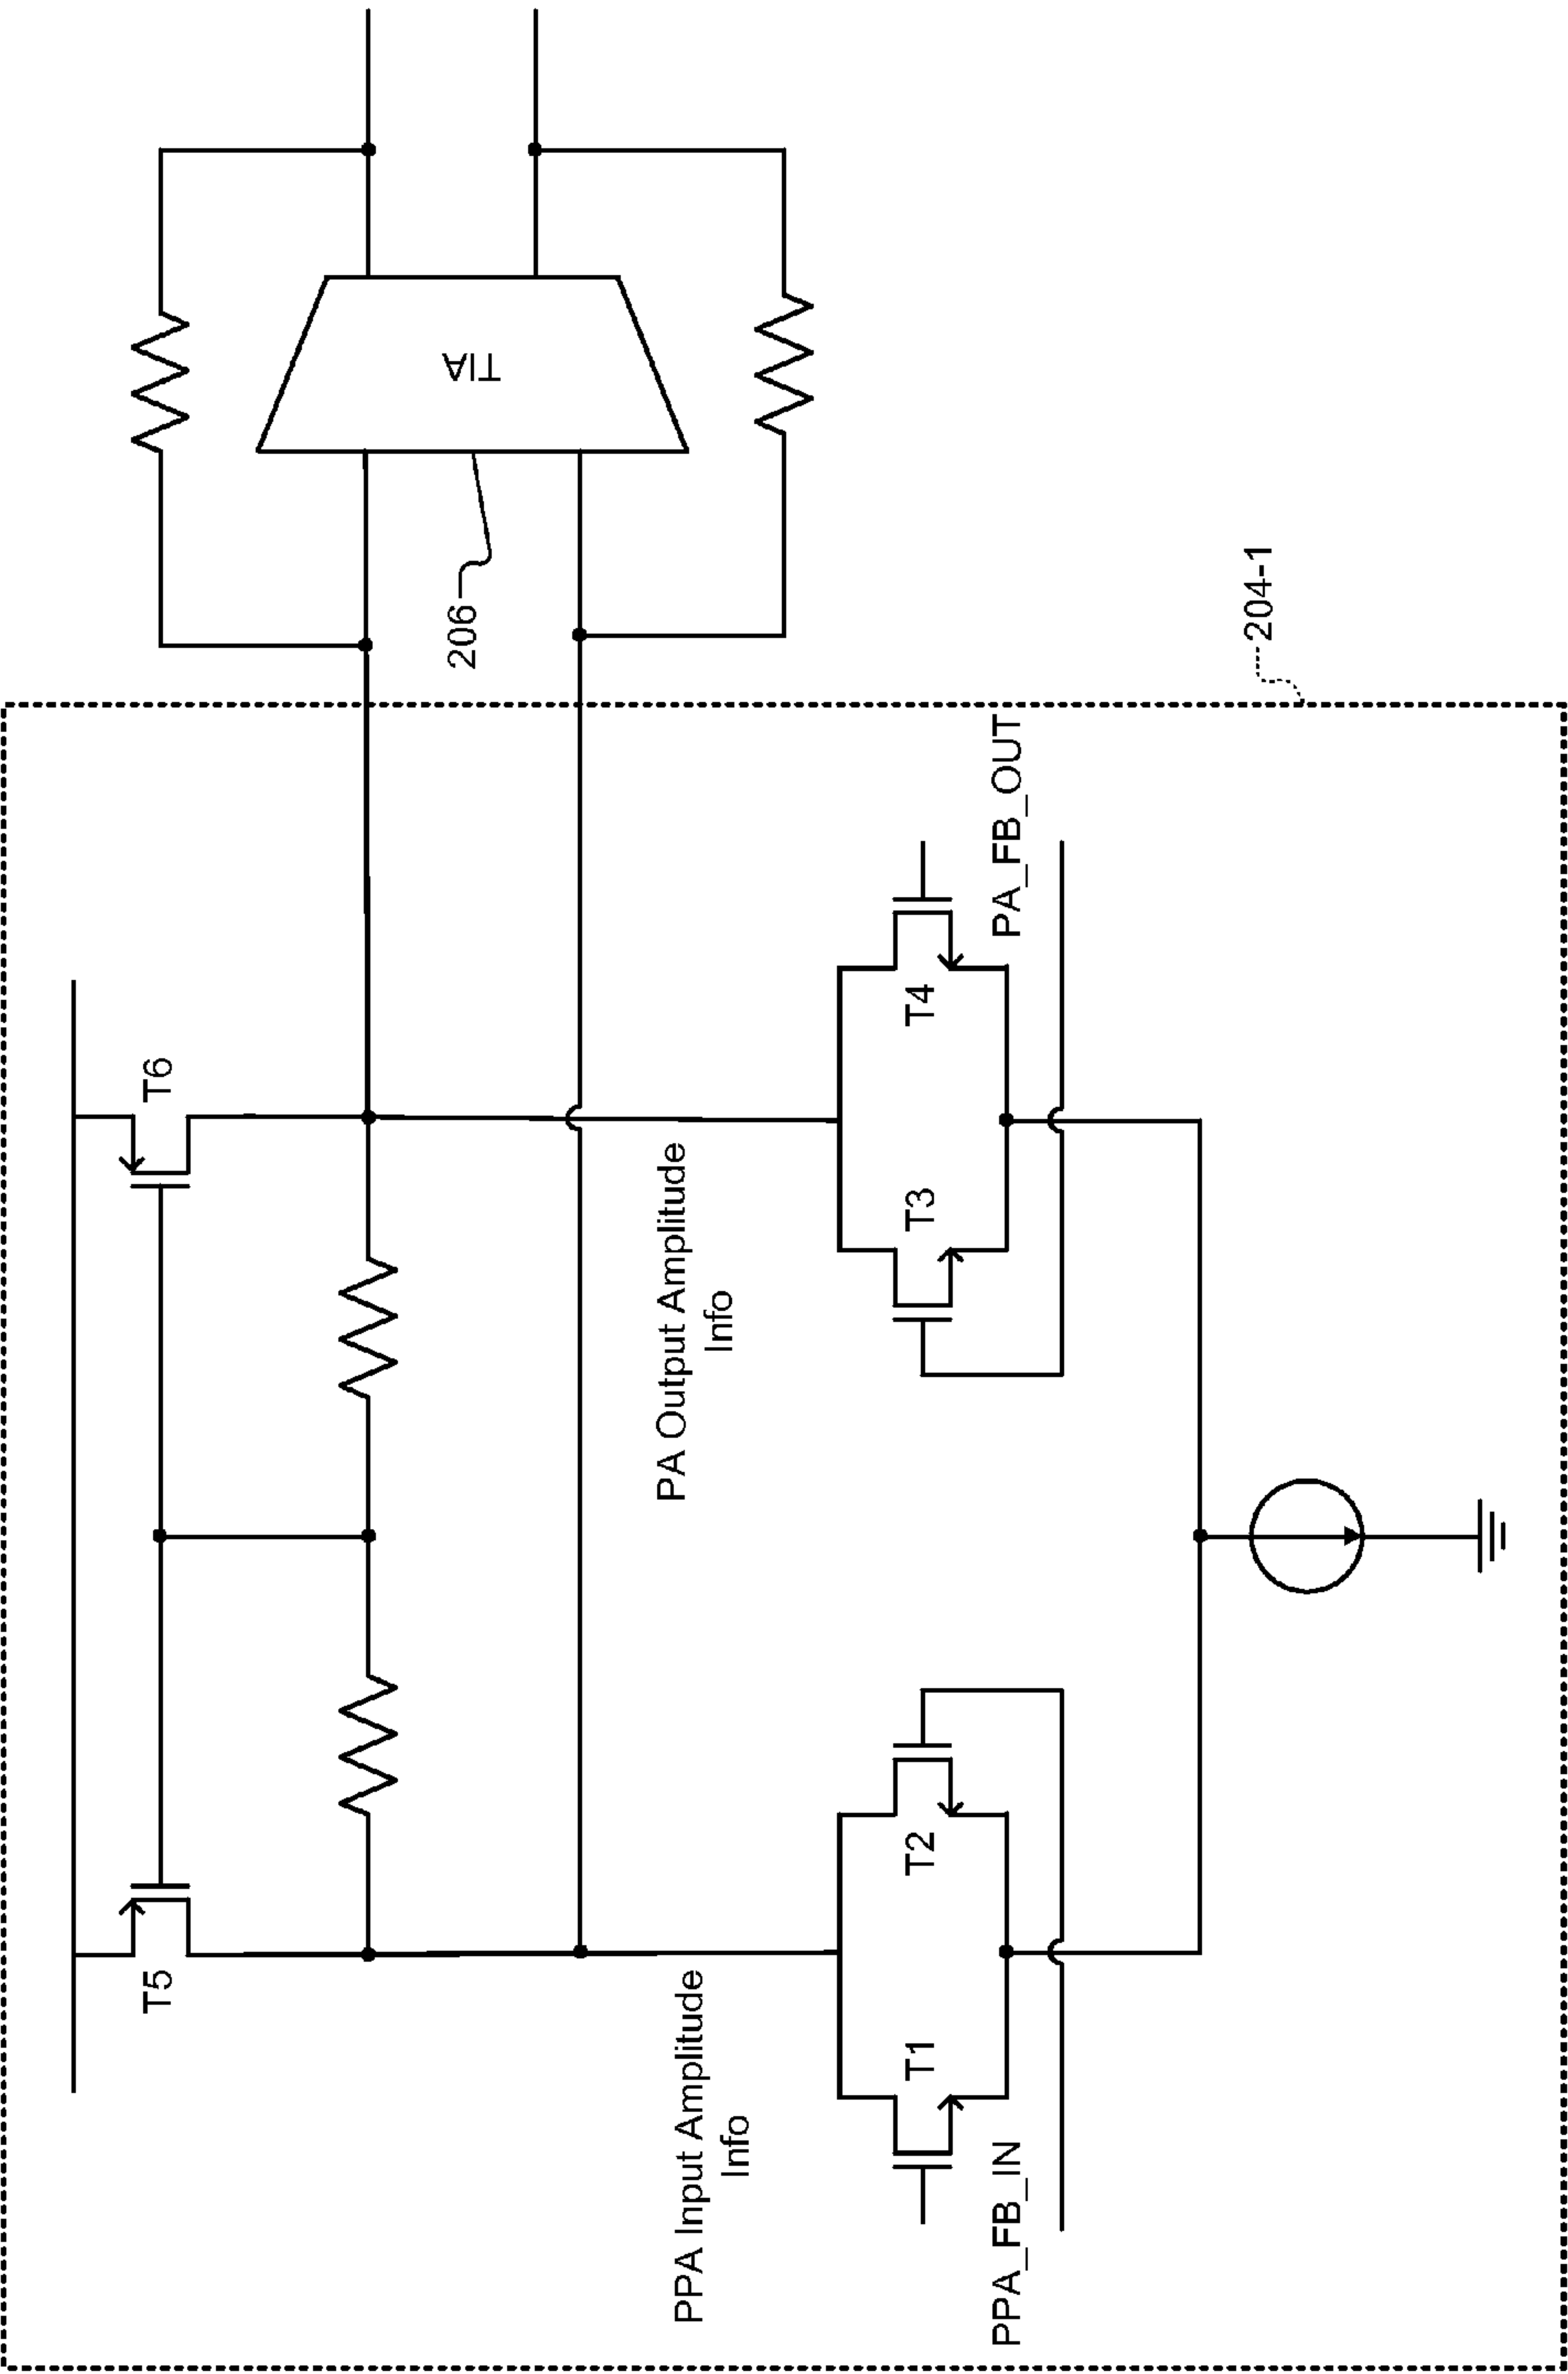 T5
T6
PPA Input Amplitude
Info
PA Output Amplitude
Info
T1
T2
T3
T4
PPA_FB_IN
PA_FB_OUT
206
TIA
204-1